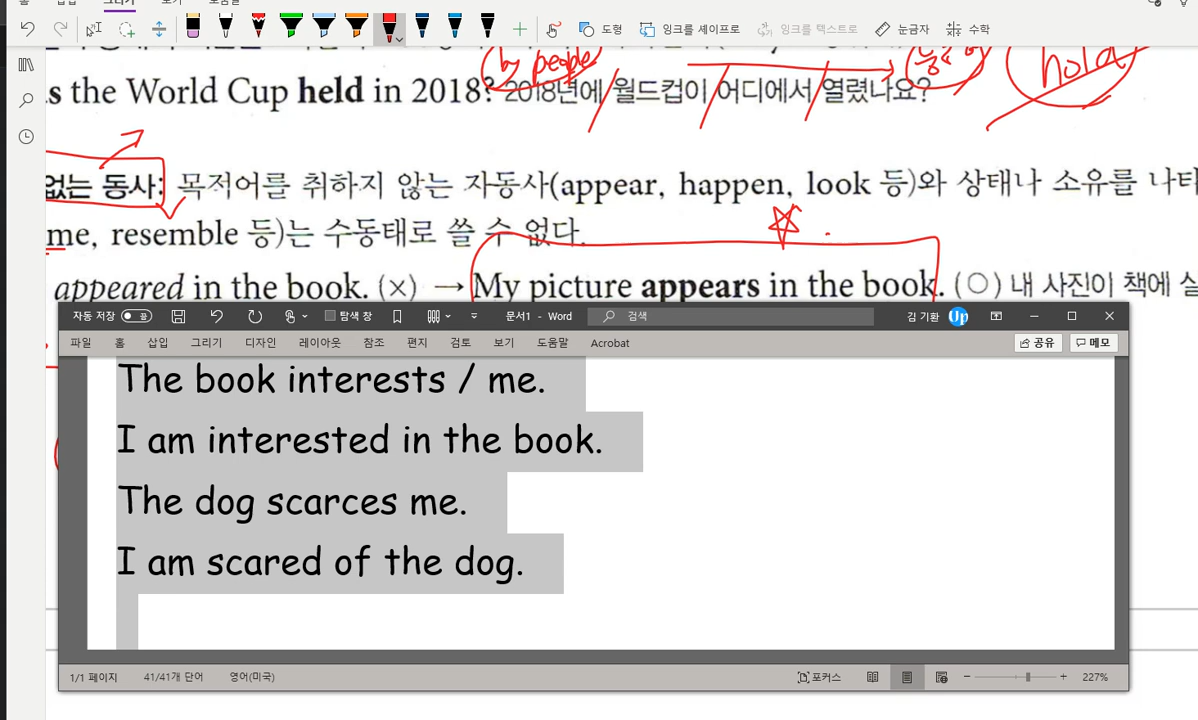 도형
잉크를 셰이프로
잉크를 텍스트로
눈금자
수학
by people
hold
s the World Cup held in 2018? 2018년에 월드컵이 어디에서 열렸나요?
없는 동사: 목적어를 취하지 않는 자동사(appear, happen, look 등)와 상태나 소유를 나타
me, resemble 등)는 수동태로 쓸 수 없다.
appeared in the book. (×) → My picture appears in the book. (○) 내 사진이 책에 실
자동 저장 끔
탐색 창
문서1 - Word
검색
김 기환
Up
파일 홈 삽입 그리기 디자인 레이아웃 참조 편지 검토 보기 도움말 Acrobat
공유 메모
The book interests / me.
I am interested in the book.
The dog scarces me.
I am scared of the dog.
1/1 페이지 41/41개 단어 영어(미국)
포커스
227%